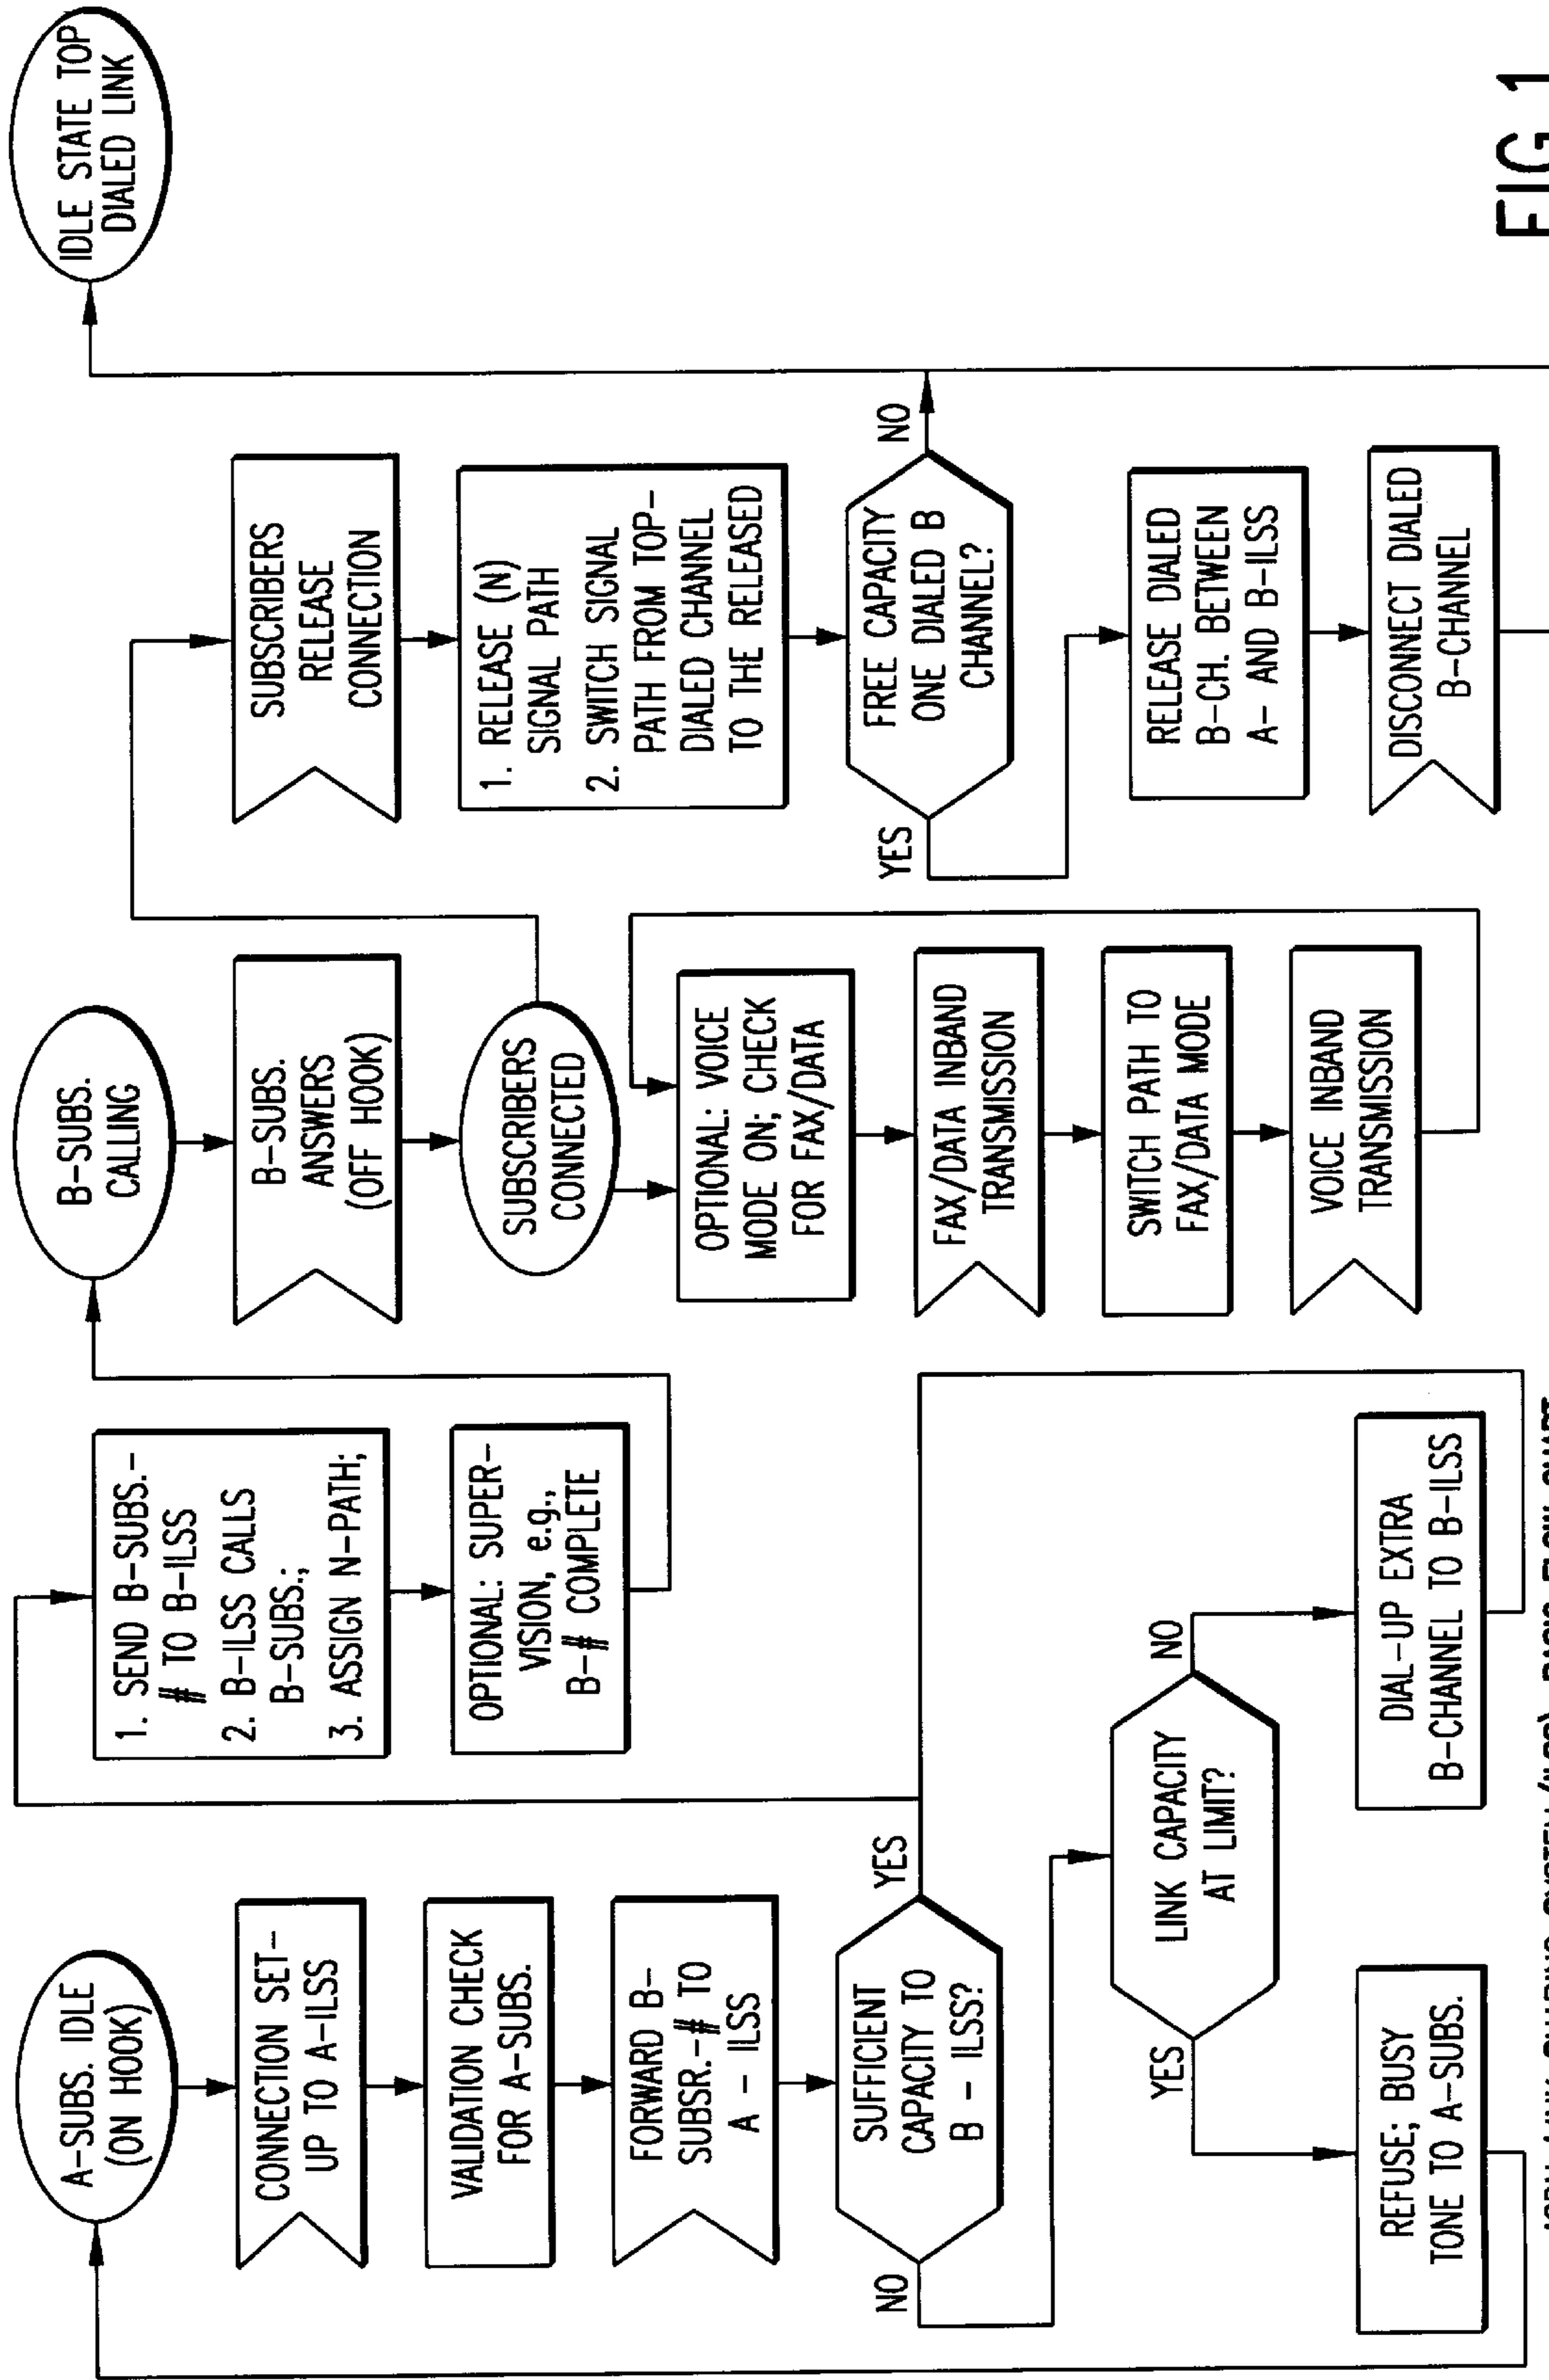 A-SUBS. IDLE
(ON HOOK)
CONNECTION SET-
UP TO A-ILSS
VALIDATION CHECK
FOR A-SUBS.
FORWARD B-
SUBSR.-# TO
A - ILSS
SUFFICIENT
CAPACITY TO
B - ILSS?
YES
NO
LINK CAPACITY
AT LIMIT?
YES
NO
REFUSE; BUSY
TONE TO A-SUBS.
DIAL-UP EXTRA
B-CHANNEL TO B-ILSS
1. SEND B-SUBS.-
# TO B-ILSS
2. B-ILSS CALLS
B-SUBS.;
3. ASSIGN N-PATH;
OPTIONAL: SUPER-
VISION, e.g.,
B-# COMPLETE
B-SUBS.
CALLING
B-SUBS.
ANSWERS
(OFF HOOK)
SUBSCRIBERS
CONNECTED
OPTIONAL: VOICE
MODE ON; CHECK
FOR FAX/DATA
FAX/DATA INBAND
TRANSMISSION
SWITCH PATH TO
FAX/DATA MODE
VOICE INBAND
TRANSMISSION
SUBSCRIBERS
RELEASE
CONNECTION
1. RELEASE (N)
SIGNAL PATH
2. SWITCH SIGNAL
PATH FROM TOP-
DIALED CHANNEL
TO THE RELEASED
FREE CAPACITY
ONE DIALED B
CHANNEL?
YES
NO
RELEASE DIALED
B-CH. BETWEEN
A- AND B-ILSS
DISCONNECT DIALED
B-CHANNEL
IDLE STATE TOP
DIALED LINK
FIG.1